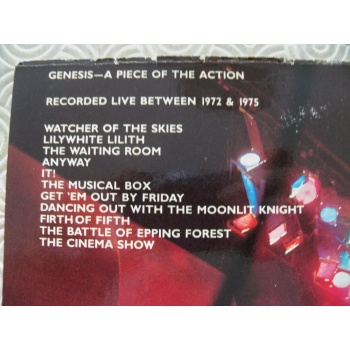 GENESIS—A PIECE OF THE ACTION
RECORDED LIVE BETWEEN 1972 & 1975
WATCHER OF THE SKIES
LILYWHITE LILITH
THE WAITING ROOM
ANYWAY
IT!
THE MUSICAL BOX
GET 'EM OUT BY FRIDAY
DANCING OUT WITH THE MOONLIT KNIGHT
FIRTH OF FIFTH
THE BATTLE OF EPPING FOREST
THE CINEMA SHOW